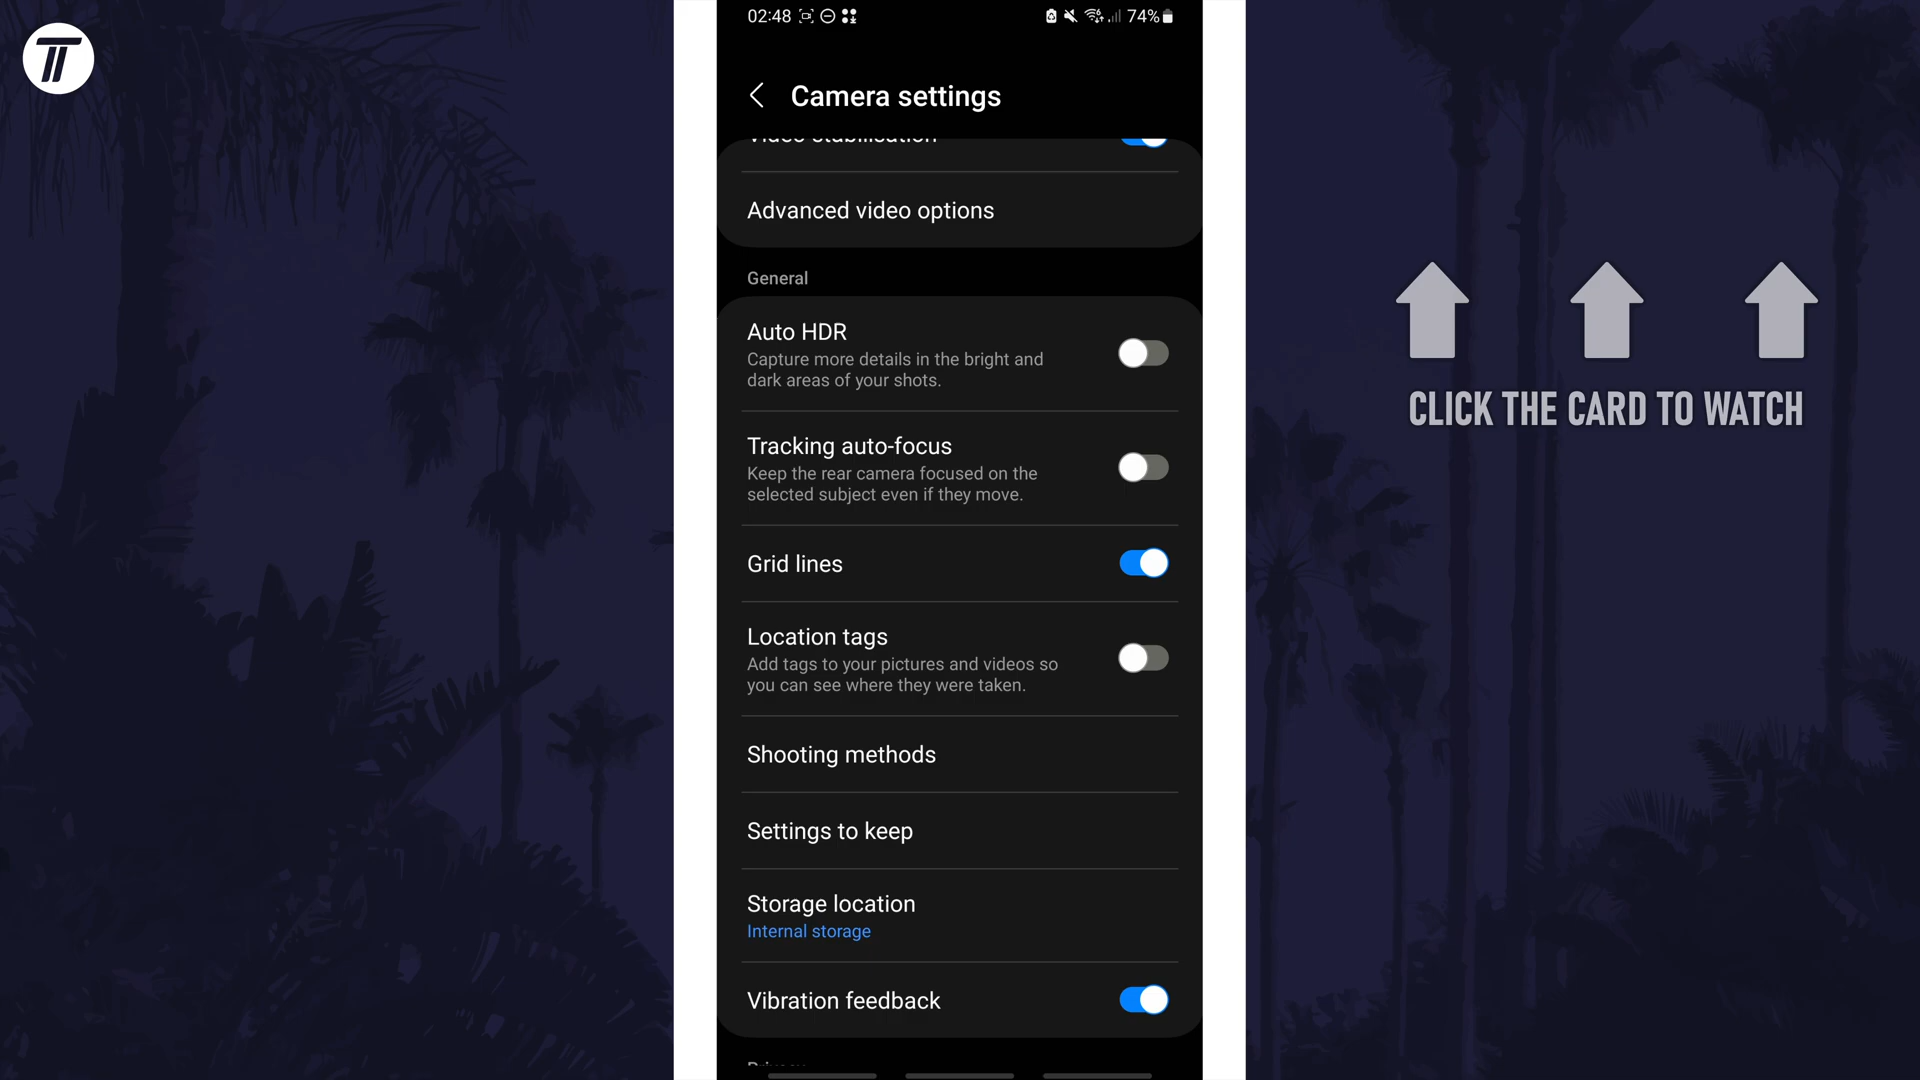 02:48
74%
Camera settings
Video stabilisation
Advanced video options
General
Auto HDR
Capture more details in the bright and
dark areas of your shots.
Tracking auto-focus
Keep the rear camera focused on the
selected subject even if they move.
Grid lines
Location tags
Add tags to your pictures and videos so
you can see where they were taken.
Shooting methods
Settings to keep
Storage location
Internal storage
Vibration feedback
Privacy
CLICK THE CARD TO WATCH